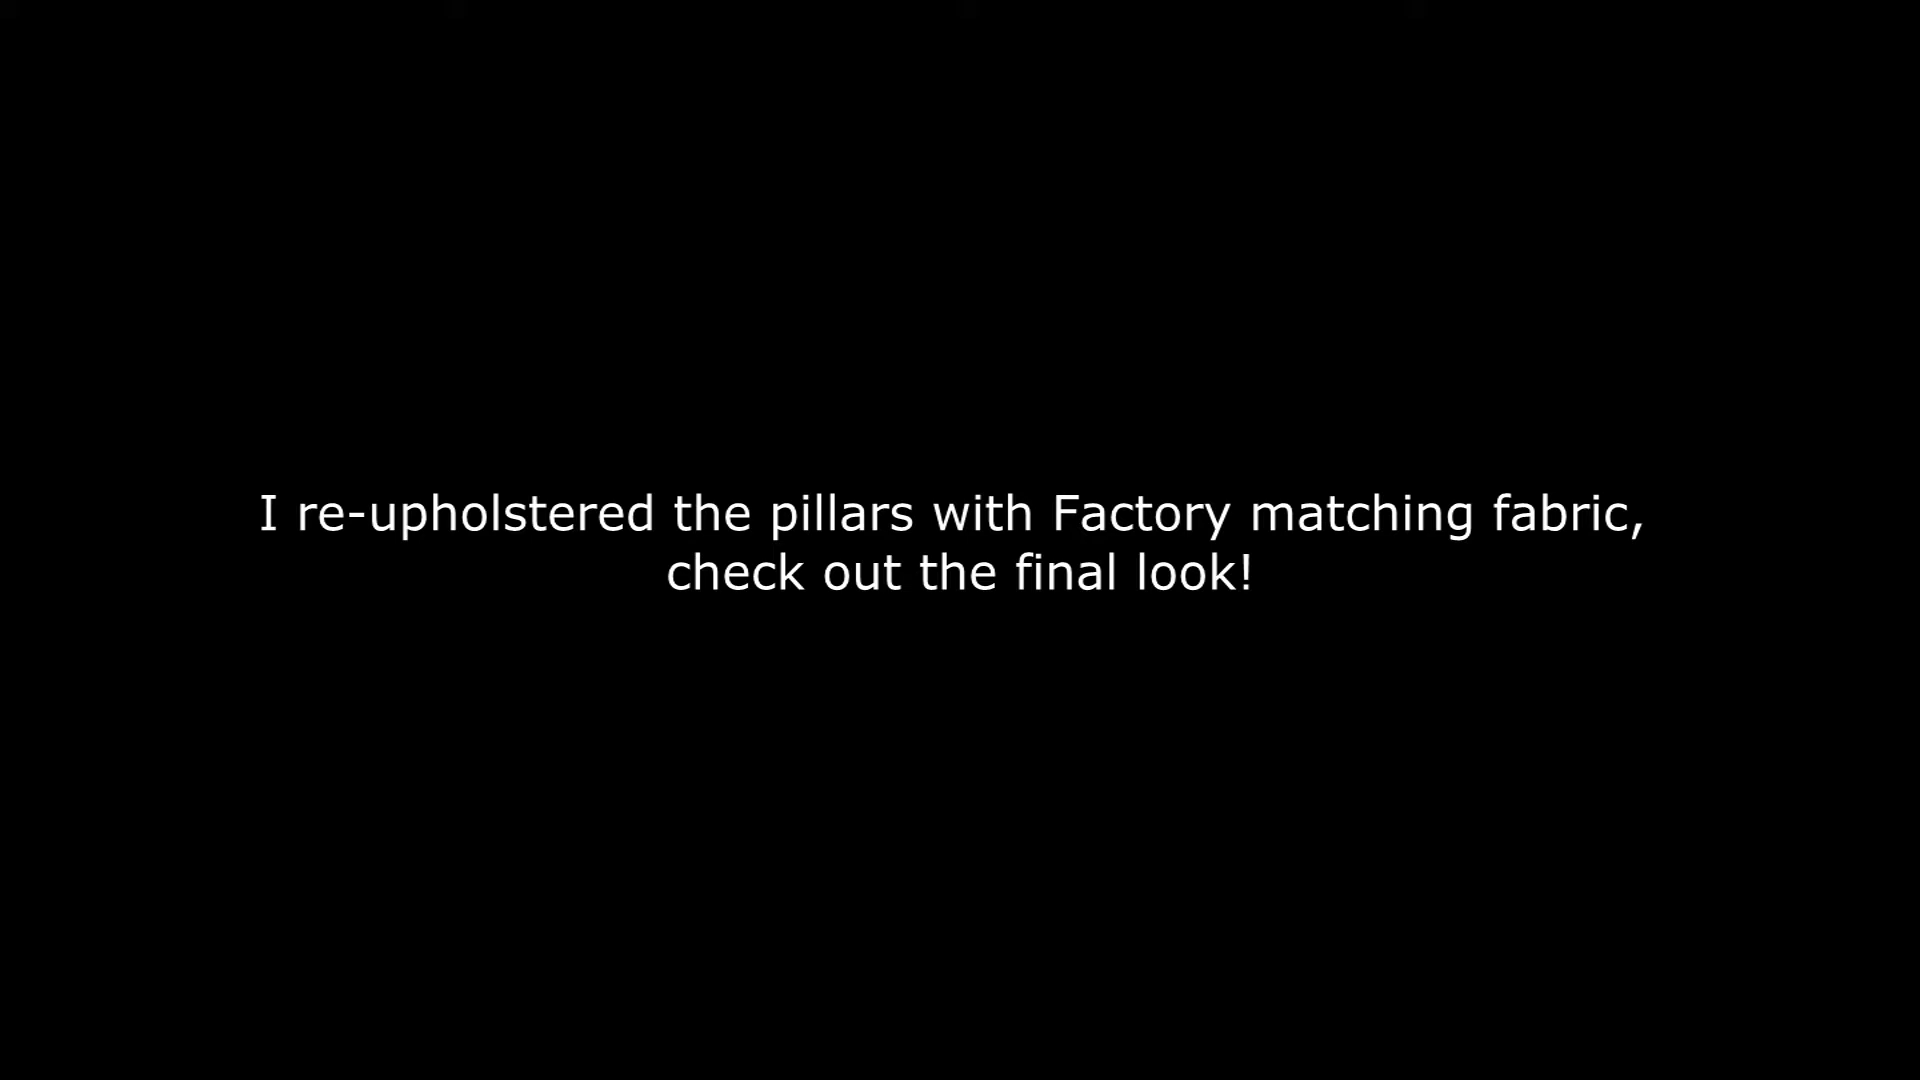 I re-upholstered the pillars with Factory matching fabric,
check out the final look!